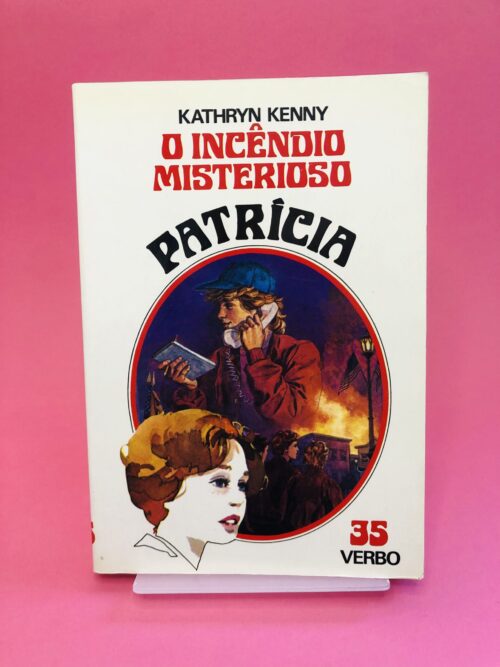 KATHRYN KENNY
O INCÊNDIO
MISTERIOSO
PATRÍCIA
35
VERBO